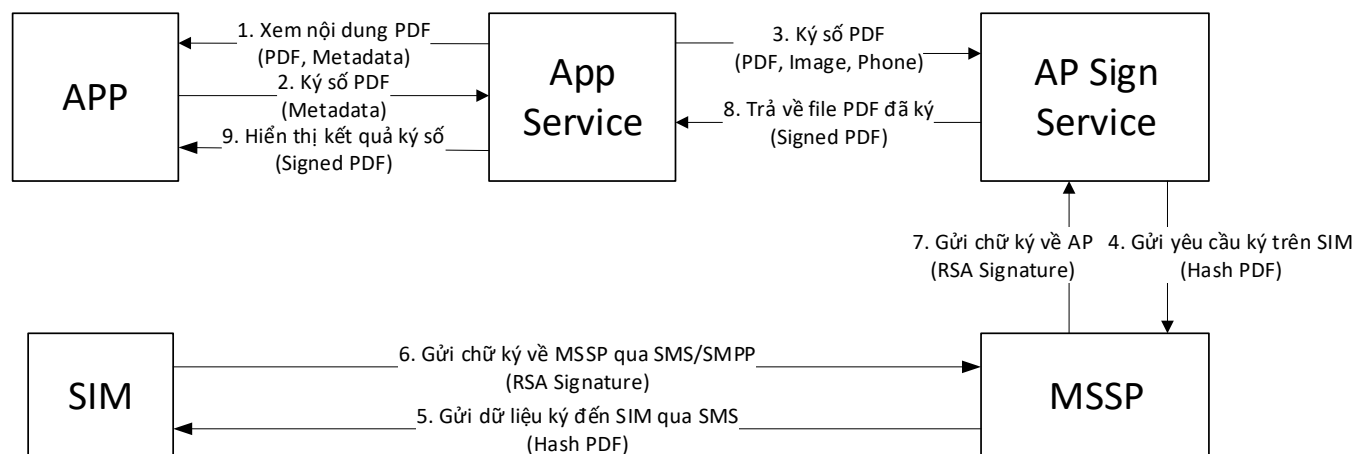 1. Xem nội dung PDF
(PDF, Metadata)
APP
2. Ký số PDF
(Metadata)
9. Hiển thị kết quả ký số
(Signed PDF)
App
Service
3. Ký số PDF
(PDF, Image, Phone)
8. Trả về file PDF đã ký
(Signed PDF)
AP Sign
Service
7. Gửi chữ ký về AP
(RSA Signature)
4. Gửi yêu cầu ký trên SIM
(Hash PDF)
SIM
6. Gửi chữ ký về MSSP qua SMS/SMPP
(RSA Signature)
5. Gửi dữ liệu ký đến SIM qua SMS
(Hash PDF)
MSSP